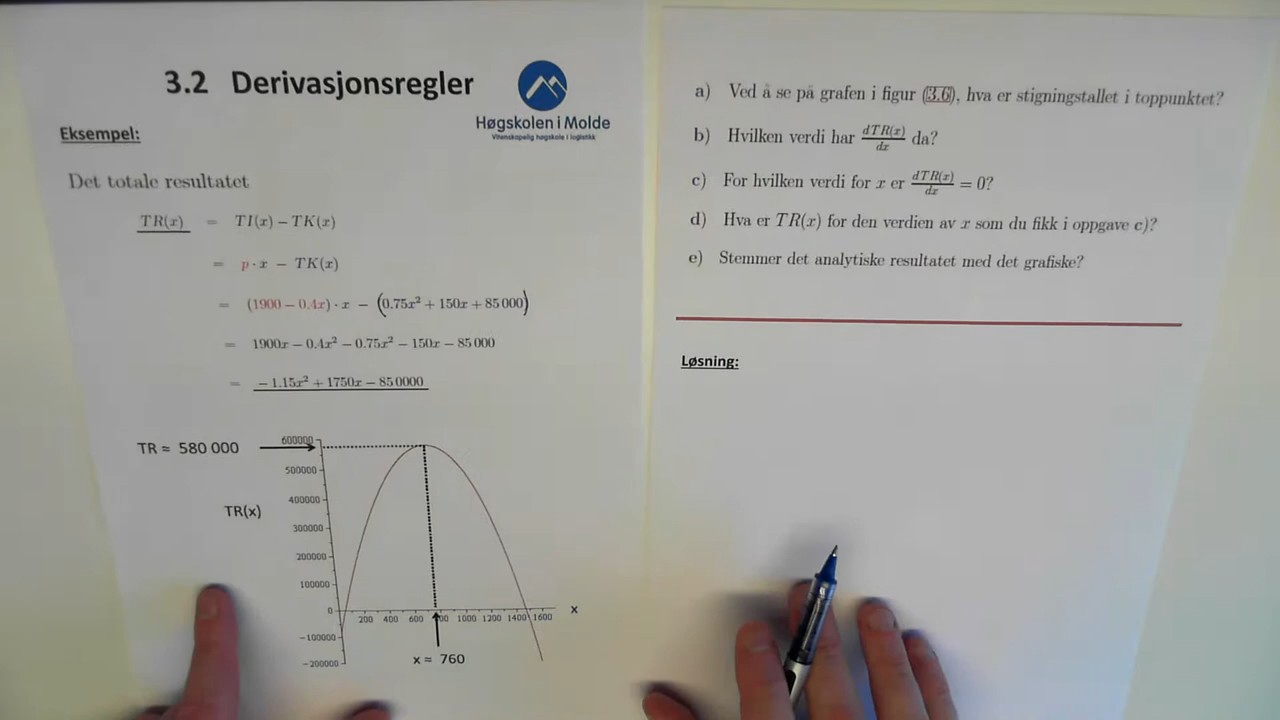 3.2 Derivasjonsregler
Høgskolen i Molde
Vitenskapelig høgskole i logistikk
Eksempel:
Det totale resultatet
TR(x) = TI(x) − TK(x)
= p · x − TK(x)
= (1900 − 0.4x) · x − (0.75x² + 150x + 85 000)
= 1900x − 0.4x² − 0.75x² − 150x − 85 000
= − 1.15x² + 1750x − 85 0000
TR ≈ 580 000
TR(x)
600000
500000
400000
300000
200000
100000
0
−100000
−200000
200 400 600 00 1000 1200 1400 1600
x
x ≈ 760
a) Ved å se på grafen i figur (3.6), hva er stigningstallet i toppunktet?
b) Hvilken verdi har dTR(x)/dx da?
c) For hvilken verdi for x er dTR(x)/dx = 0?
d) Hva er TR(x) for den verdien av x som du fikk i oppgave c)?
e) Stemmer det analytiske resultatet med det grafiske?
Løsning: